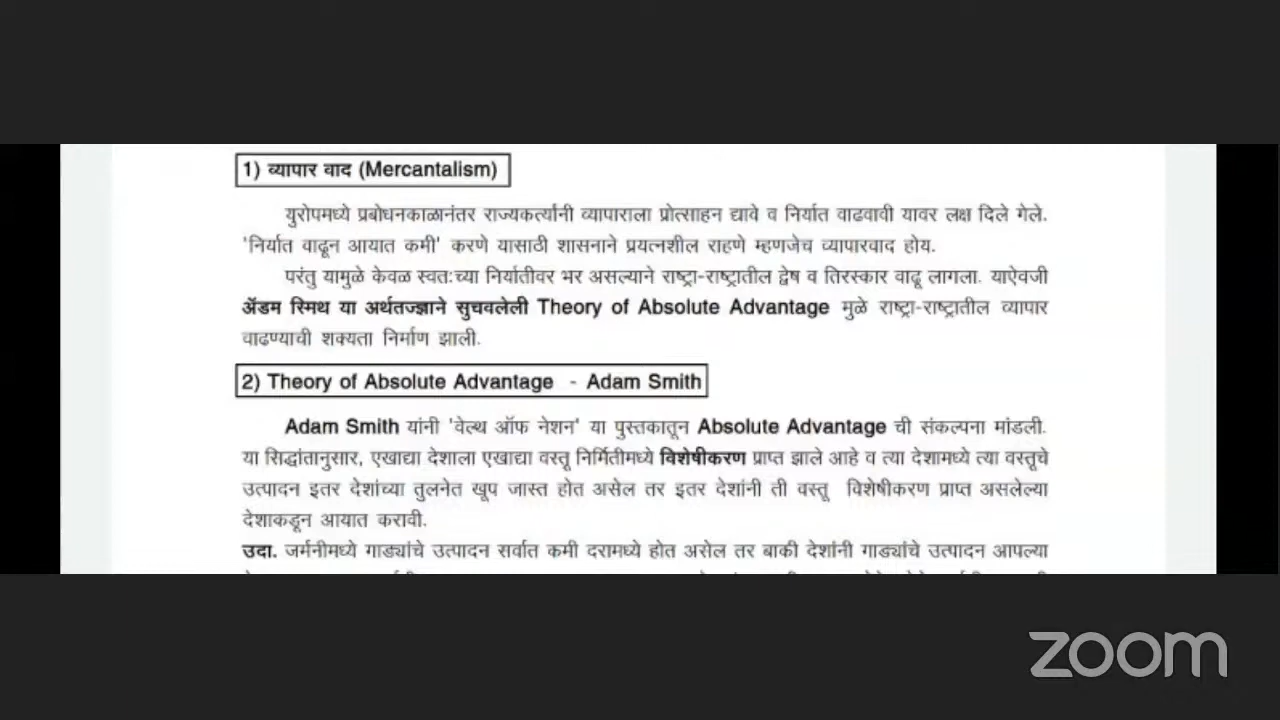 1) व्यापार वाद (Mercantalism)
युरोपमध्ये प्रबोधनकाळानंतर राज्यकर्त्यांनी व्यापाराला प्रोत्साहन द्यावे व निर्यात वाढवावी यावर लक्ष दिले गेले.
'निर्यात वाढून आयात कमी' करणे यासाठी शासनाने प्रयत्नशील राहणे म्हणजेच व्यापारवाद होय.
परंतु यामुळे केवळ स्वतःच्या निर्यातीवर भर असल्याने राष्ट्रा-राष्ट्रातील द्वेष व तिरस्कार वाढू लागला. याऐवजी
ॲडम स्मिथ या अर्थतज्ज्ञाने सुचवलेली Theory of Absolute Advantage मुळे राष्ट्रा-राष्ट्रातील व्यापार
वाढण्याची शक्यता निर्माण झाली.
2) Theory of Absolute Advantage - Adam Smith
Adam Smith यांनी 'वेल्थ ऑफ नेशन' या पुस्तकातून Absolute Advantage ची संकल्पना मांडली.
या सिद्धांतानुसार, एखाद्या देशाला एखाद्या वस्तू निर्मितीमध्ये विशेषीकरण प्राप्त झाले आहे व त्या देशामध्ये त्या वस्तूचे
उत्पादन इतर देशांच्या तुलनेत खूप जास्त होत असेल तर इतर देशांनी ती वस्तू विशेषीकरण प्राप्त असलेल्या
देशाकडून आयात करावी.
उदा. जर्मनीमध्ये गाड्यांचे उत्पादन सर्वात कमी दरामध्ये होत असेल तर बाकी देशांनी गाड्यांचे उत्पादन आपल्या
zoom